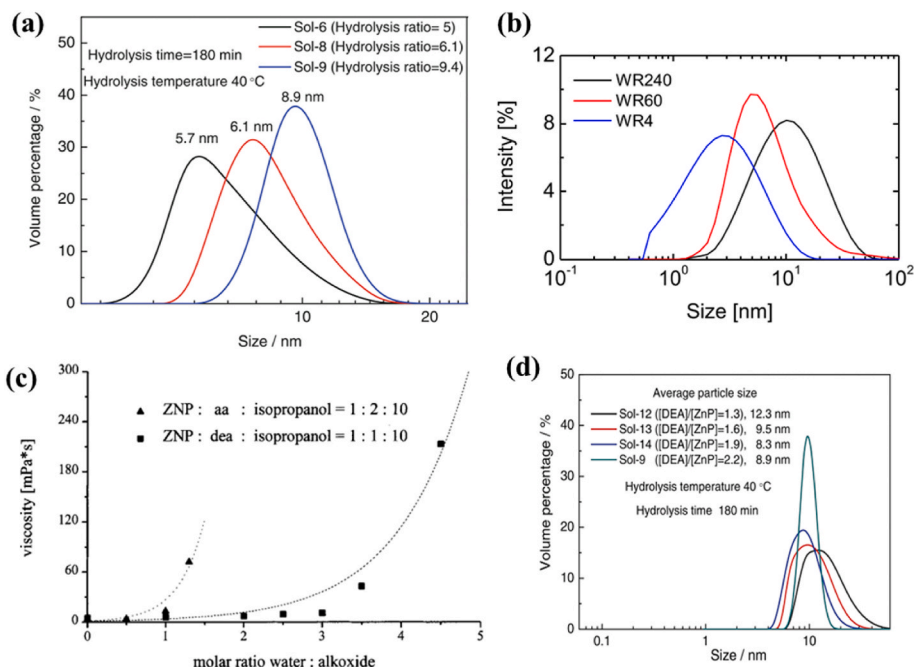 (a)
50
40
30
20
10
0
Volume percentage / %
Hydrolysis time=180 min
Hydrolysis temperature 40 °C
Sol-6 (Hydrolysis ratio= 5)
Sol-8 (Hydrolysis ratio=6.1)
Sol-9 (Hydrolysis ratio=9.4)
5.7 nm
6.1 nm
8.9 nm
10
20
Size / nm
(b)
12
8
4
0
Intensity [%]
WR240
WR60
WR4
10-1
100
101
102
Size [nm]
(c)
300
240
180
120
60
0
viscosity [mPa*s]
ZNP : aa : isopropanol = 1 : 2 : 10
ZNP : dea : isopropanol = 1 : 1 : 10
0
1
2
3
4
5
molar ratio water : alkoxide
(d)
50
40
30
20
10
0
Volume percentage / %
Average particle size
Sol-12 ([DEA]/[ZnP]=1.3), 12.3 nm
Sol-13 ([DEA]/[ZnP]=1.6), 9.5 nm
Sol-14 ([DEA]/[ZnP]=1.9), 8.3 nm
Sol-9 ([DEA]/[ZnP]=2.2), 8.9 nm
Hydrolysis temperature 40 °C
Hydrolysis time 180 min
0.1
1
10
Size / nm